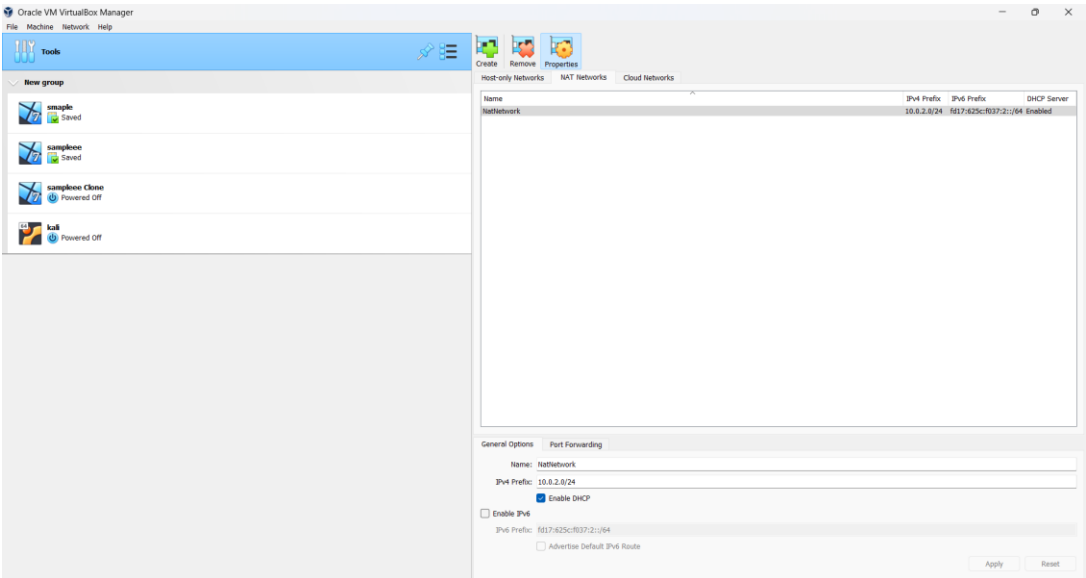 Oracle VM VirtualBox Manager
File Machine Network Help
Tools
New group
smaple
Saved
sampleee
Saved
sampleee Clone
Powered Off
64
kali
Powered Off
Create Remove Properties
Host-only Networks NAT Networks Cloud Networks
Name IPv4 Prefix IPv6 Prefix DHCP Server
NatNetwork 10.0.2.0/24 fd17:625c:f037:2::/64 Enabled
General Options Port Forwarding
Name: NatNetwork
IPv4 Prefix: 10.0.2.0/24
Enable DHCP
Enable IPv6
IPv6 Prefix: fd17:625c:f037:2::/64
Advertise Default IPv6 Route
Apply Reset